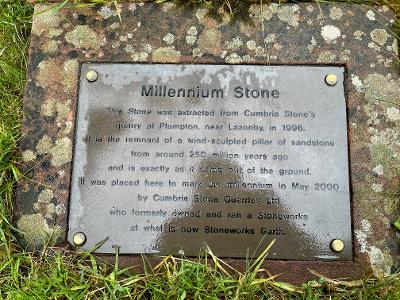 Millennium Stone
This Stone was extracted from Cumbria Stone's
quarry at Plumpton, near Lazonby, in 1996.
It is the remnant of a wind-sculpted pillar of sandstone
from around 250 million years ago
and is exactly as it came out of the ground.
It was placed here to mark the millennium in May 2000
by Cumbria Stone Quarries Ltd
who formerly owned and ran a Stoneworks
at what is now Stoneworks Garth.